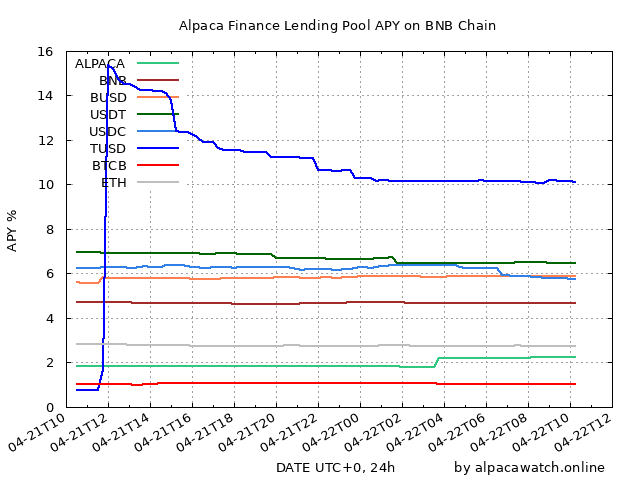 Alpaca Finance Lending Pool APY on BNB Chain
APY %
16
14
12
10
8
6
4
2
0
ALPACA
BNB
BUSD
USDT
USDC
TUSD
BTCB
ETH
04-21T10
04-21T12
04-21T14
04-21T16
04-21T18
04-21T20
04-21T22
04-22T00
04-22T02
04-22T04
04-22T06
04-22T08
04-22T10
04-22T12
DATE UTC+0, 24h
by alpacawatch.online